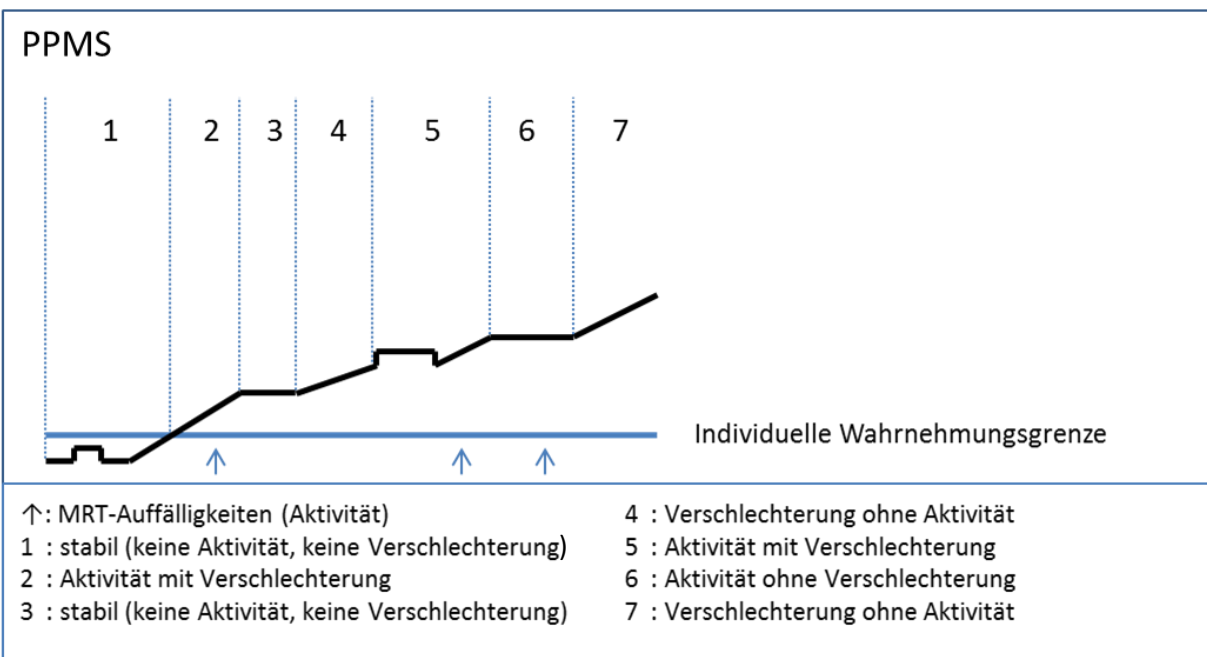 PPMS
1 2 3 4 5 6 7
Individuelle Wahrnehmungsgrenze
↑: MRT-Auffälligkeiten (Aktivität)
1 : stabil (keine Aktivität, keine Verschlechterung)
2 : Aktivität mit Verschlechterung
3 : stabil (keine Aktivität, keine Verschlechterung)
4 : Verschlechterung ohne Aktivität
5 : Aktivität mit Verschlechterung
6 : Aktivität ohne Verschlechterung
7 : Verschlechterung ohne Aktivität